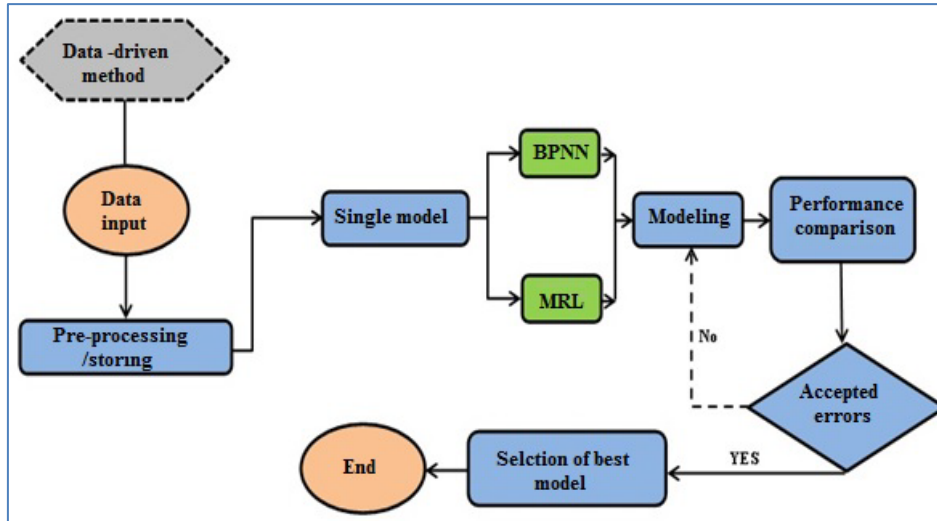 Data -driven
method
Data
input
Pre-processing
/storing
Single model
BPNN
MRL
Modeling
Performance
comparison
No
Accepted
errors
YES
Selction of best
model
End